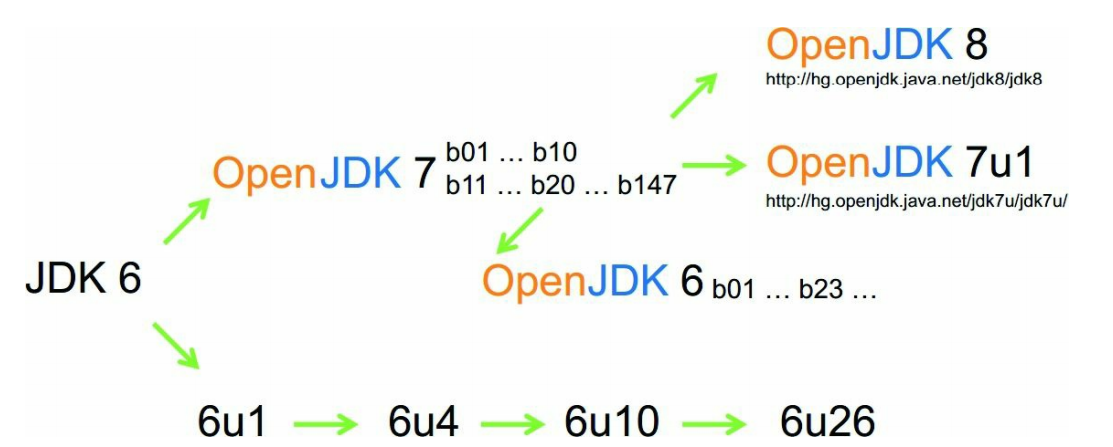 OpenJDK 8
http://hg.openjdk.java.net/jdk8/jdk8
OpenJDK 7 b01 ... b10
b11 ... b20 ... b147
OpenJDK 7u1
http://hg.openjdk.java.net/jdk7u/jdk7u/
JDK 6
OpenJDK 6 b01 ... b23 ...
6u1 6u4 6u10 6u26